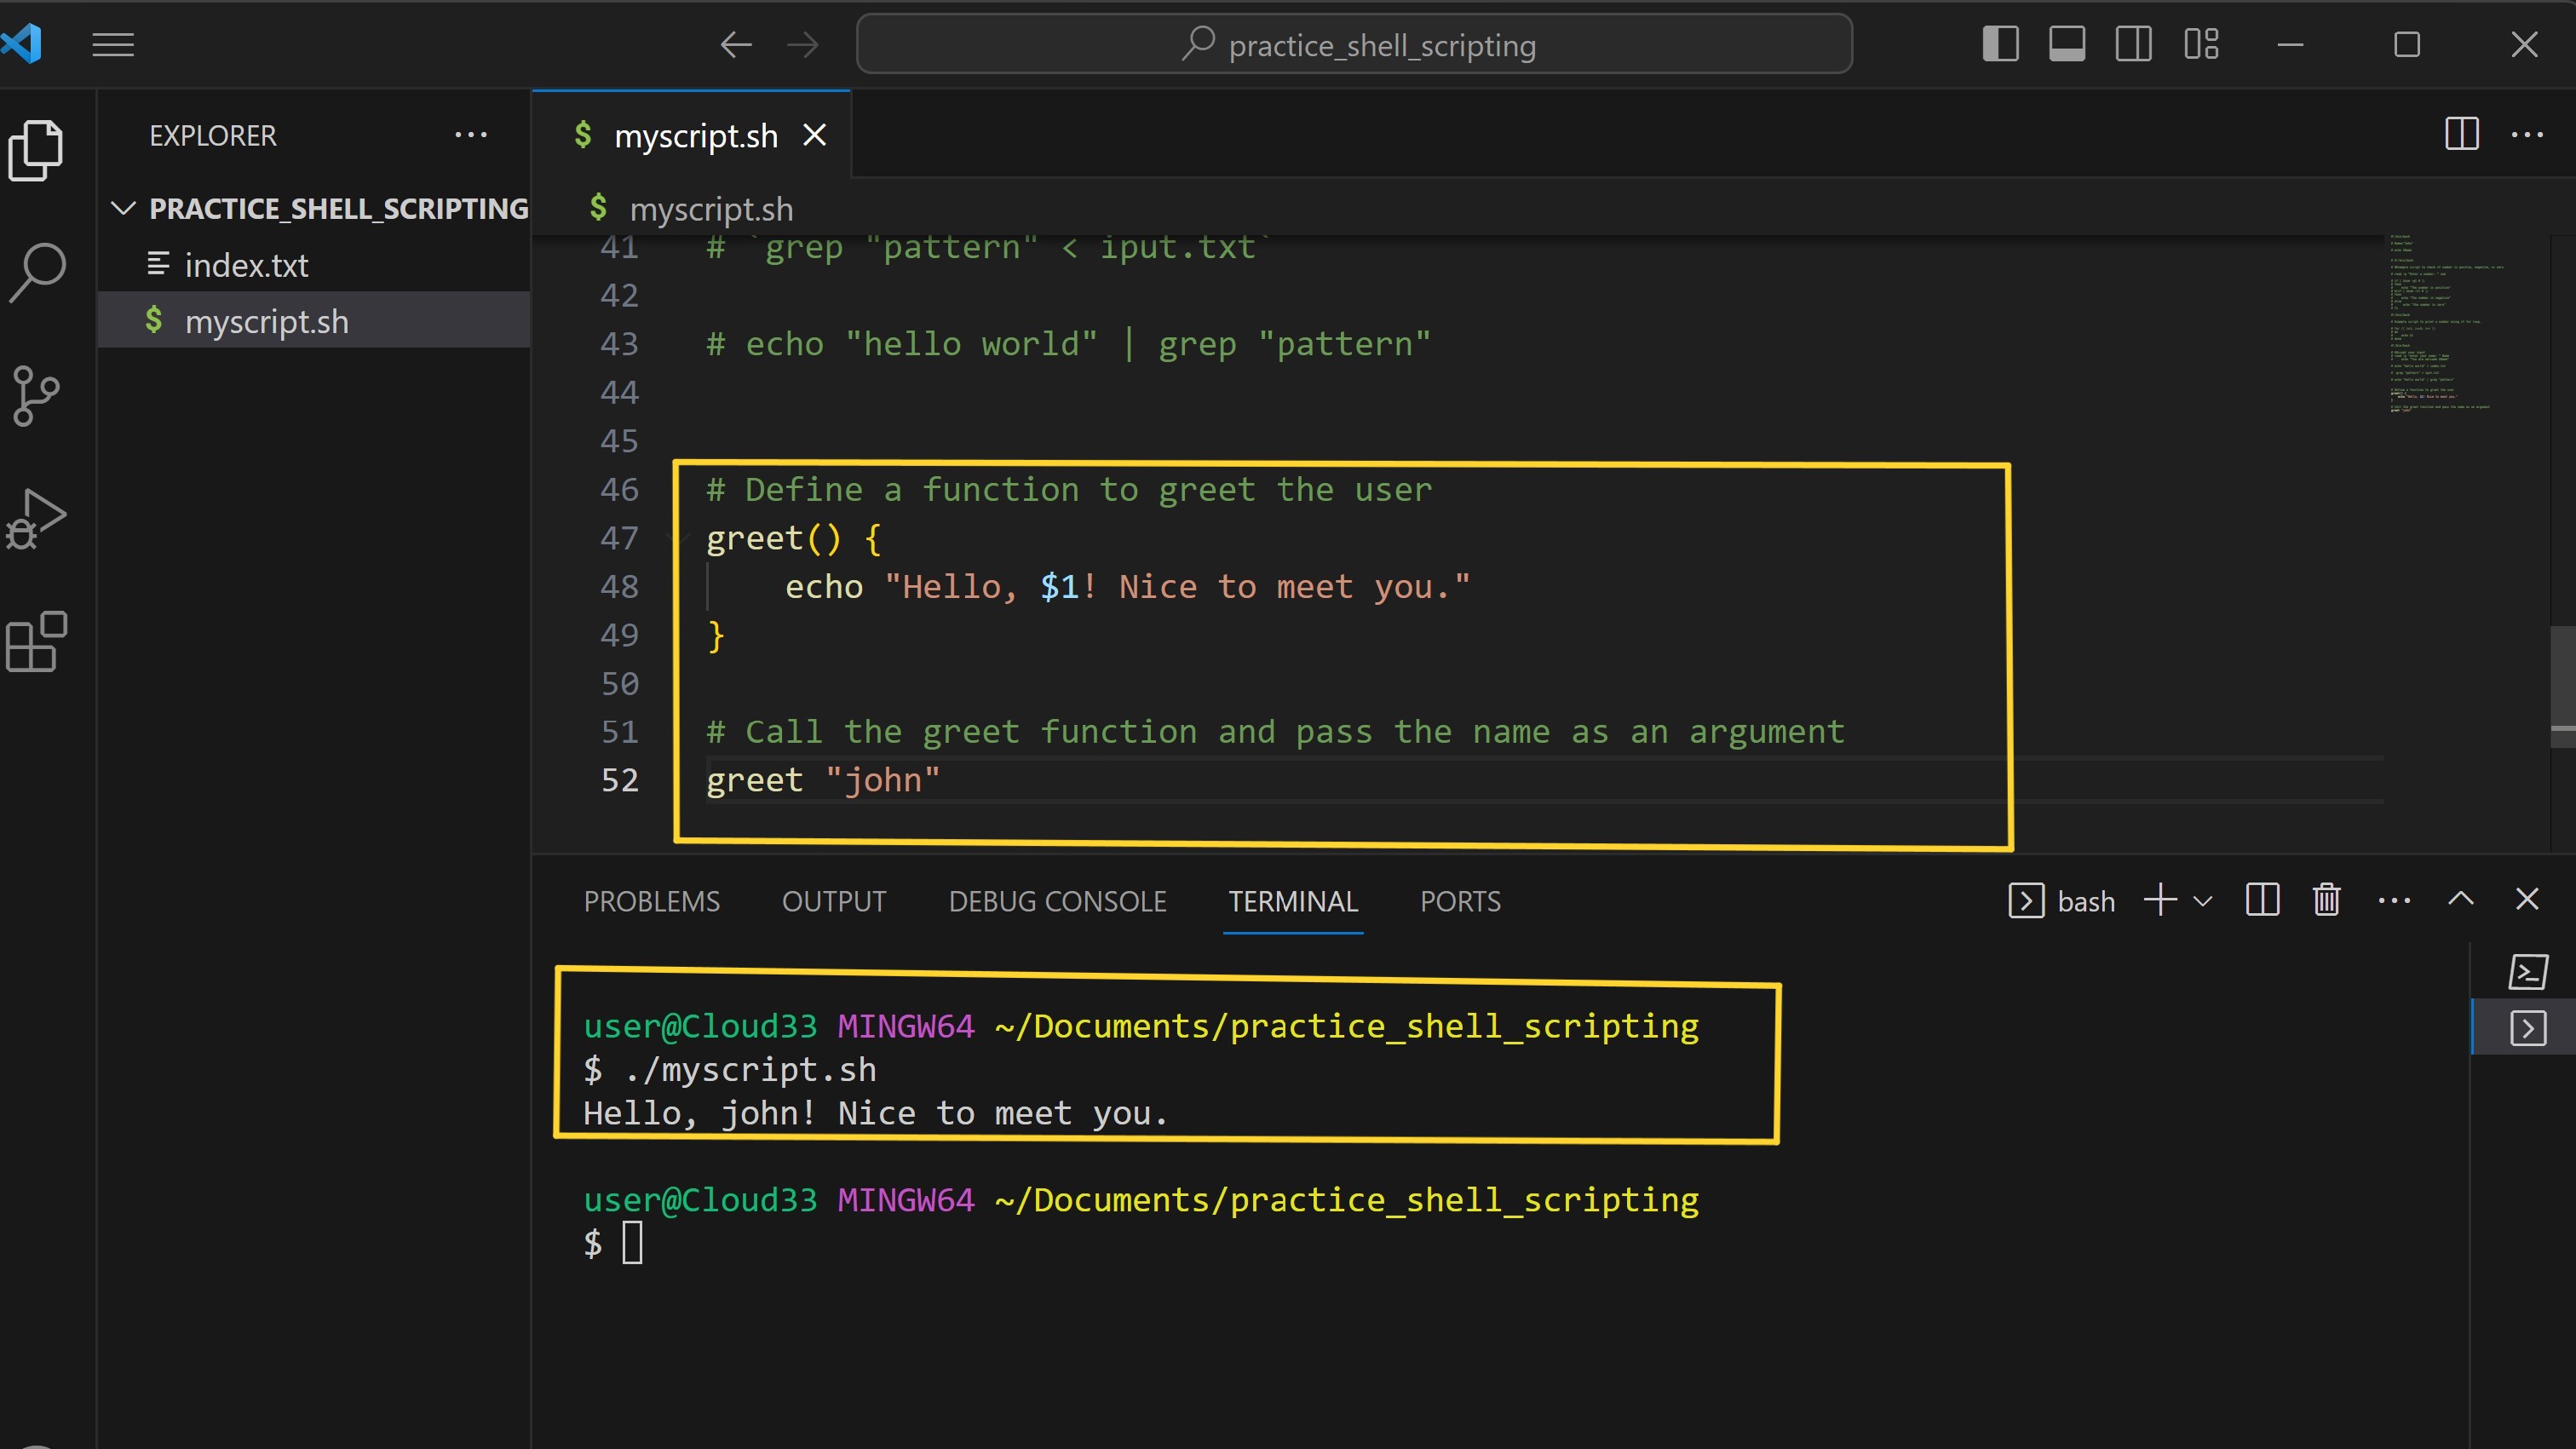 practice_shell_scripting
EXPLORER
myscript.sh
PRACTICE_SHELL_SCRIPTING
index.txt
myscript.sh
myscript.sh
41 # `grep "pattern" < iput.txt`
42
43 # echo "hello world" | grep "pattern"
44
45
46 # Define a function to greet the user
47 greet() {
48 echo "Hello, $1! Nice to meet you."
49 }
50
51 # Call the greet function and pass the name as an argument
52 greet "john"
PROBLEMS OUTPUT DEBUG CONSOLE TERMINAL PORTS bash
user@Cloud33 MINGW64 ~/Documents/practice_shell_scripting
$ ./myscript.sh
Hello, john! Nice to meet you.
user@Cloud33 MINGW64 ~/Documents/practice_shell_scripting
$